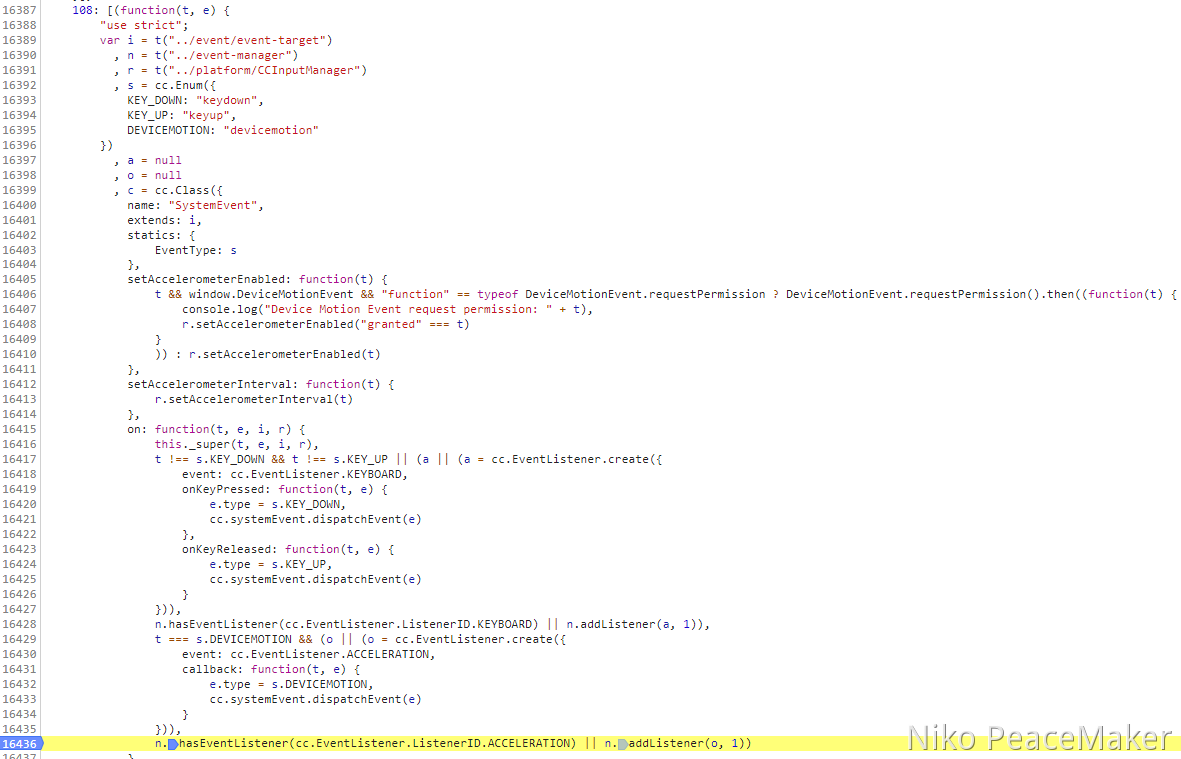 16387 108: [(function(t, e) {
16388 "use strict";
16389 var i = t("../event/event-target")
16390 , n = t("../event-manager")
16391 , r = t("../platform/CCInputManager")
16392 , s = cc.Enum({
16393 KEY_DOWN: "keydown",
16394 KEY_UP: "keyup",
16395 DEVICEMOTION: "devicemotion"
16396 })
16397 , a = null
16398 , o = null
16399 , c = cc.Class({
16400 name: "SystemEvent",
16401 extends: i,
16402 statics: {
16403 EventType: s
16404 },
16405 setAccelerometerEnabled: function(t) {
16406 t && window.DeviceMotionEvent && "function" == typeof DeviceMotionEvent.requestPermission ? DeviceMotionEvent.requestPermission().then((function(t) {
16407 console.log("Device Motion Event request permission: " + t),
16408 r.setAccelerometerEnabled("granted" === t)
16409 }
16410 )) : r.setAccelerometerEnabled(t)
16411 },
16412 setAccelerometerInterval: function(t) {
16413 r.setAccelerometerInterval(t)
16414 },
16415 on: function(t, e, i, r) {
16416 this._super(t, e, i, r),
16417 t !== s.KEY_DOWN && t !== s.KEY_UP || (a || (a = cc.EventListener.create({
16418 event: cc.EventListener.KEYBOARD,
16419 onKeyPressed: function(t, e) {
16420 e.type = s.KEY_DOWN,
16421 cc.systemEvent.dispatchEvent(e)
16422 },
16423 onKeyReleased: function(t, e) {
16424 e.type = s.KEY_UP,
16425 cc.systemEvent.dispatchEvent(e)
16426 }
16427 })),
16428 n.hasEventListener(cc.EventListener.ListenerID.KEYBOARD) || n.addListener(a, 1)),
16429 t === s.DEVICEMOTION && (o || (o = cc.EventListener.create({
16430 event: cc.EventListener.ACCELERATION,
16431 callback: function(t, e) {
16432 e.type = s.DEVICEMOTION,
16433 cc.systemEvent.dispatchEvent(e)
16434 }
16435 })),
16436 n.hasEventListener(cc.EventListener.ListenerID.ACCELERATION) || n.addListener(o, 1))
Niko PeaceMaker
16437 }